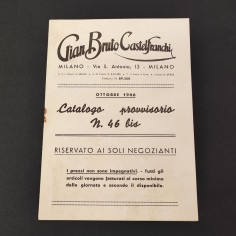 Gian Bruto Castelfranchi
MILANO - Via S. Antonio, 13 - MILANO
OTTOBRE 1946
Catalogo provvisorio
N. 46 bis
RISERVATO AI SOLI NEGOZIANTI
I prezzi non sono impegnativi. - Tutti gli
articoli vengono fatturati al corso minimo
della giornata e secondo il disponibile.